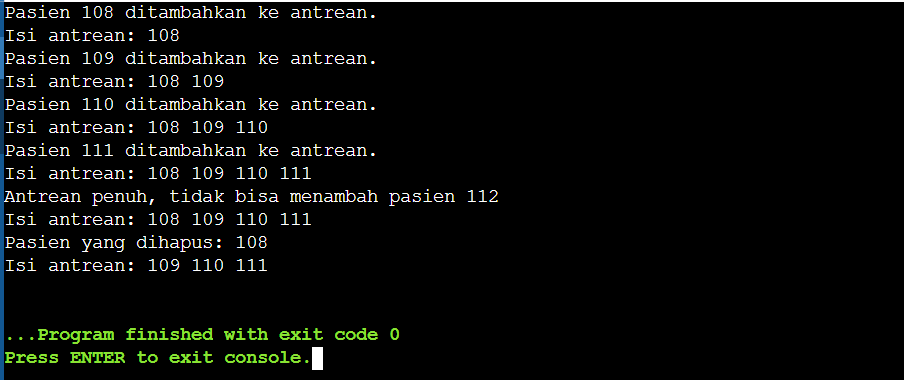 Pasien 108 ditambahkan ke antrean.
Isi antrean: 108
Pasien 109 ditambahkan ke antrean.
Isi antrean: 108 109
Pasien 110 ditambahkan ke antrean.
Isi antrean: 108 109 110
Pasien 111 ditambahkan ke antrean.
Isi antrean: 108 109 110 111
Antrean penuh, tidak bisa menambah pasien 112
Isi antrean: 108 109 110 111
Pasien yang dihapus: 108
Isi antrean: 109 110 111
...Program finished with exit code 0
Press ENTER to exit console.